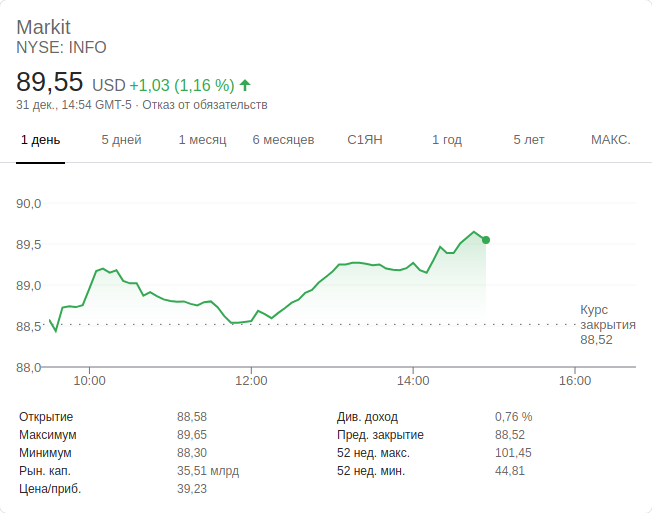 Markit
NYSE: INFO
89,55 USD +1,03 (1,16 %)
31 дек., 14:54 GMT-5 · Отказ от обязательств
1 день 5 дней 1 месяц 6 месяцев С1ЯН 1 год 5 лет МАКС.
90,0
89,5
89,0
88,5
88,0
Курс
закрытия
88,52
10:00 12:00 14:00 16:00
Открытие 88,58
Максимум 89,65
Минимум 88,30
Рын. кап. 35,51 млрд
Цена/приб. 39,23
Див. доход 0,76 %
Пред. закрытие 88,52
52 нед. макс. 101,45
52 нед. мин. 44,81